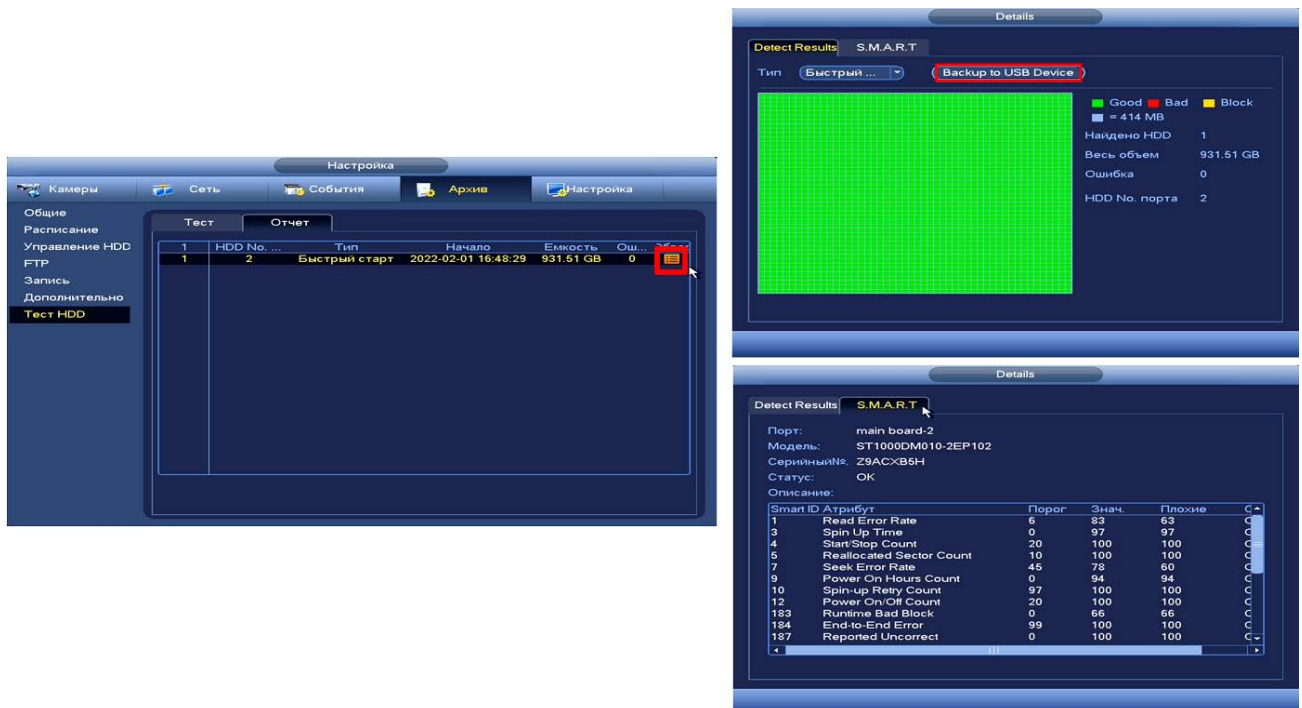 Настройка
Камеры Сеть События Архив Настройка
Общие
Расписание
Управление HDD
FTP
Запись
Дополнительно
Тест HDD
Тест Отчет
1 HDD No. ... Тип Начало Емкость Ош...
1 2 Быстрый старт 2022-02-01 16:48:29 931.51 GB 0
Details
Detect Results S.M.A.R.T
Тип Быстрый ... Backup to USB Device
Good Bad Block
= 414 MB
Найдено HDD 1
Весь объем 931.51 GB
Ошибка 0
HDD No. порта 2
Details
Detect Results S.M.A.R.T
Порт: main board-2
Модель: ST1000DM010-2EP102
Серийный№. Z9ACXB5H
Статус: OK
Описание:
Smart ID Атрибут Порог Знач. Плохие
1 Read Error Rate 6 83 63
3 Spin Up Time 0 97 97
4 Start/Stop Count 20 100 100
5 Reallocated Sector Count 10 100 100
7 Seek Error Rate 45 78 60
9 Power On Hours Count 0 94 94
10 Spin-up Retry Count 97 100 100
12 Power On/Off Count 20 100 100
183 Runtime Bad Block 0 66 66
184 End-to-End Error 99 100 100
187 Reported Uncorrect 0 100 100